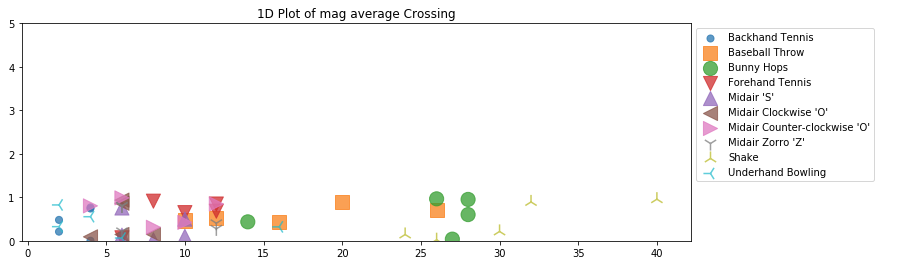 1D Plot of mag average Crossing
5
4
3
2
1
0
0 5 10 15 20 25 30 35 40
Backhand Tennis
Baseball Throw
Bunny Hops
Forehand Tennis
Midair 'S'
Midair Clockwise 'O'
Midair Counter-clockwise 'O'
Midair Zorro 'Z'
Shake
Underhand Bowling